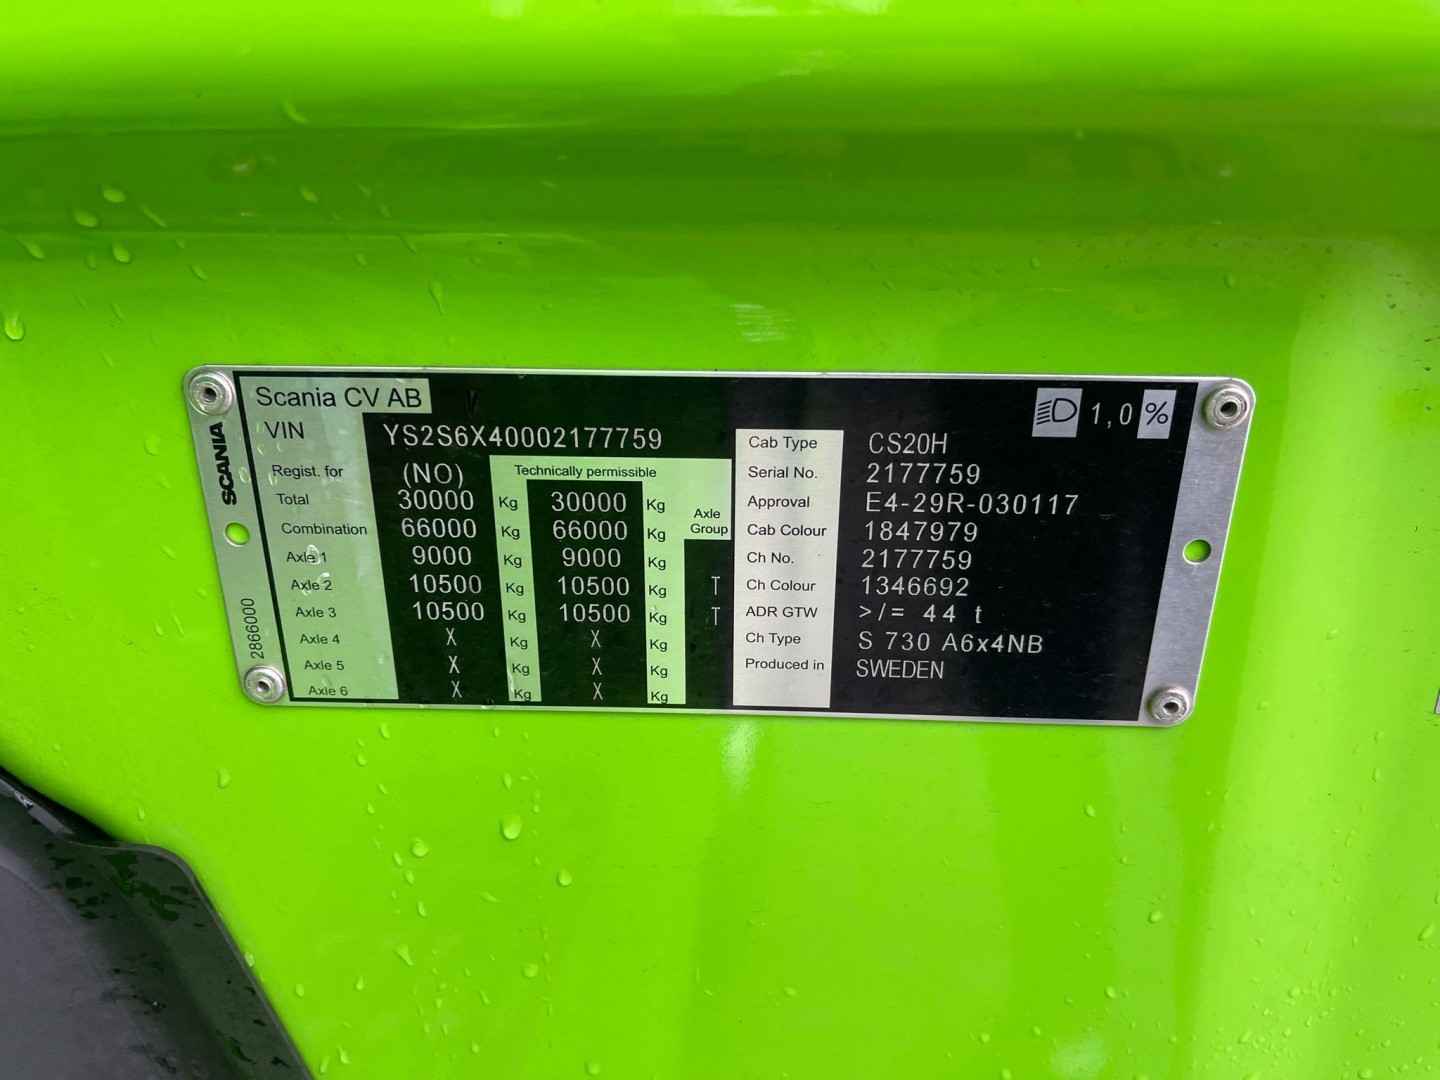 Scania CV AB
VIN YS2S6X40002177759
Regist. for (NO) Technically permissible
Total 30000 Kg 30000 Kg
Combination 66000 Kg 66000 Kg
Axle Group
Axle 1 9000 Kg 9000 Kg
Axle 2 10500 Kg 10500 Kg T
Axle 3 10500 Kg 10500 Kg T
Axle 4 X Kg X Kg
Axle 5 X Kg X Kg
Axle 6 X Kg X Kg
1,0 %
Cab Type CS20H
Serial No. 2177759
Approval E4-29R-030117
Cab Colour 1847979
Ch No. 2177759
Ch Colour 1346692
ADR GTW >/= 44 t
Ch Type S 730 A6x4NB
Produced in SWEDEN
SCANIA
2866000